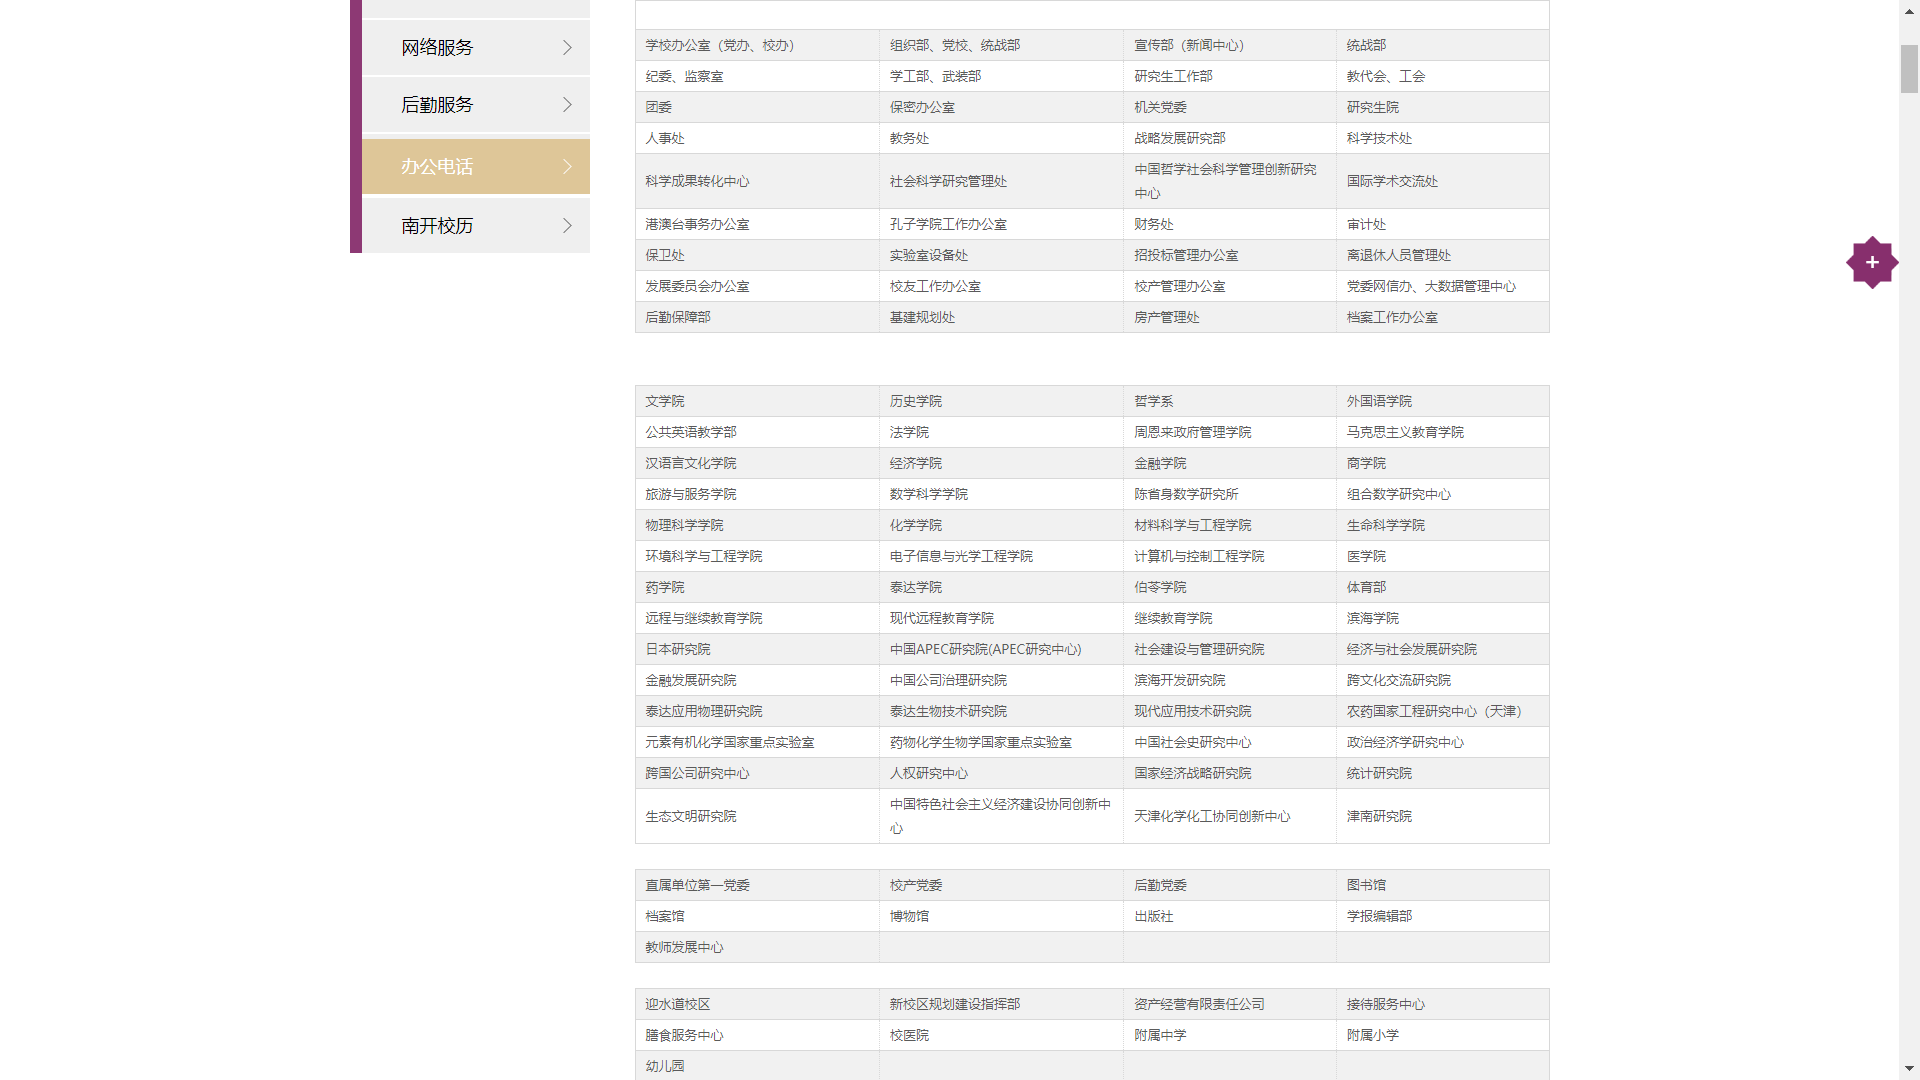 网络服务
后勤服务
办公电话
南开校历
学校办公室（党办、校办）
组织部、党校、统战部
宣传部（新闻中心）
统战部
纪委、监察室
学工部、武装部
研究生工作部
教代会、工会
团委
保密办公室
机关党委
研究生院
人事处
教务处
战略发展研究部
科学技术处
科学成果转化中心
社会科学研究管理处
中国哲学社会科学管理创新研究
中心
国际学术交流处
港澳台事务办公室
孔子学院工作办公室
财务处
审计处
保卫处
实验室设备处
招投标管理办公室
离退休人员管理处
发展委员会办公室
校友工作办公室
校产管理办公室
党委网信办、大数据管理中心
后勤保障部
基建规划处
房产管理处
档案工作办公室
文学院
历史学院
哲学系
外国语学院
公共英语教学部
法学院
周恩来政府管理学院
马克思主义教育学院
汉语言文化学院
经济学院
金融学院
商学院
旅游与服务学院
数学科学学院
陈省身数学研究所
组合数学研究中心
物理科学学院
化学学院
材料科学与工程学院
生命科学学院
环境科学与工程学院
电子信息与光学工程学院
计算机与控制工程学院
医学院
药学院
泰达学院
伯苓学院
体育部
远程与继续教育学院
现代远程教育学院
继续教育学院
滨海学院
日本研究院
中国APEC研究院(APEC研究中心)
社会建设与管理研究院
经济与社会发展研究院
金融发展研究院
中国公司治理研究院
滨海开发研究院
跨文化交流研究院
泰达应用物理研究院
泰达生物技术研究院
现代应用技术研究院
农药国家工程研究中心（天津）
元素有机化学国家重点实验室
药物化学生物学国家重点实验室
中国社会史研究中心
政治经济学研究中心
跨国公司研究中心
人权研究中心
国家经济战略研究院
统计研究院
生态文明研究院
中国特色社会主义经济建设协同创新中
心
天津化学化工协同创新中心
津南研究院
直属单位第一党委
校产党委
后勤党委
图书馆
档案馆
博物馆
出版社
学报编辑部
教师发展中心
迎水道校区
新校区规划建设指挥部
资产经营有限责任公司
接待服务中心
膳食服务中心
校医院
附属中学
附属小学
幼儿园